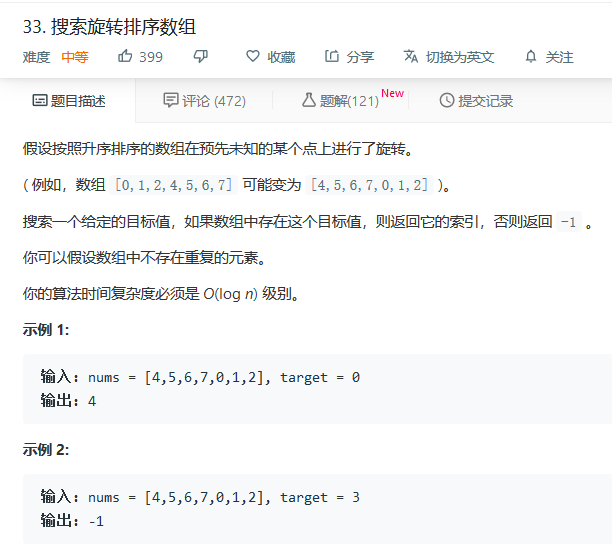 33. 搜索旋转排序数组
难度 中等 399 收藏 分享 切换为英文 关注
题目描述 评论 (472) 题解(121) New 提交记录
假设按照升序排序的数组在预先未知的某个点上进行了旋转。
( 例如，数组 [0,1,2,4,5,6,7] 可能变为 [4,5,6,7,0,1,2] )。
搜索一个给定的目标值，如果数组中存在这个目标值，则返回它的索引，否则返回 -1 。
你可以假设数组中不存在重复的元素。
你的算法时间复杂度必须是 O(log n) 级别。
示例 1:
输入: nums = [4,5,6,7,0,1,2], target = 0
输出: 4
示例 2:
输入: nums = [4,5,6,7,0,1,2], target = 3
输出: -1